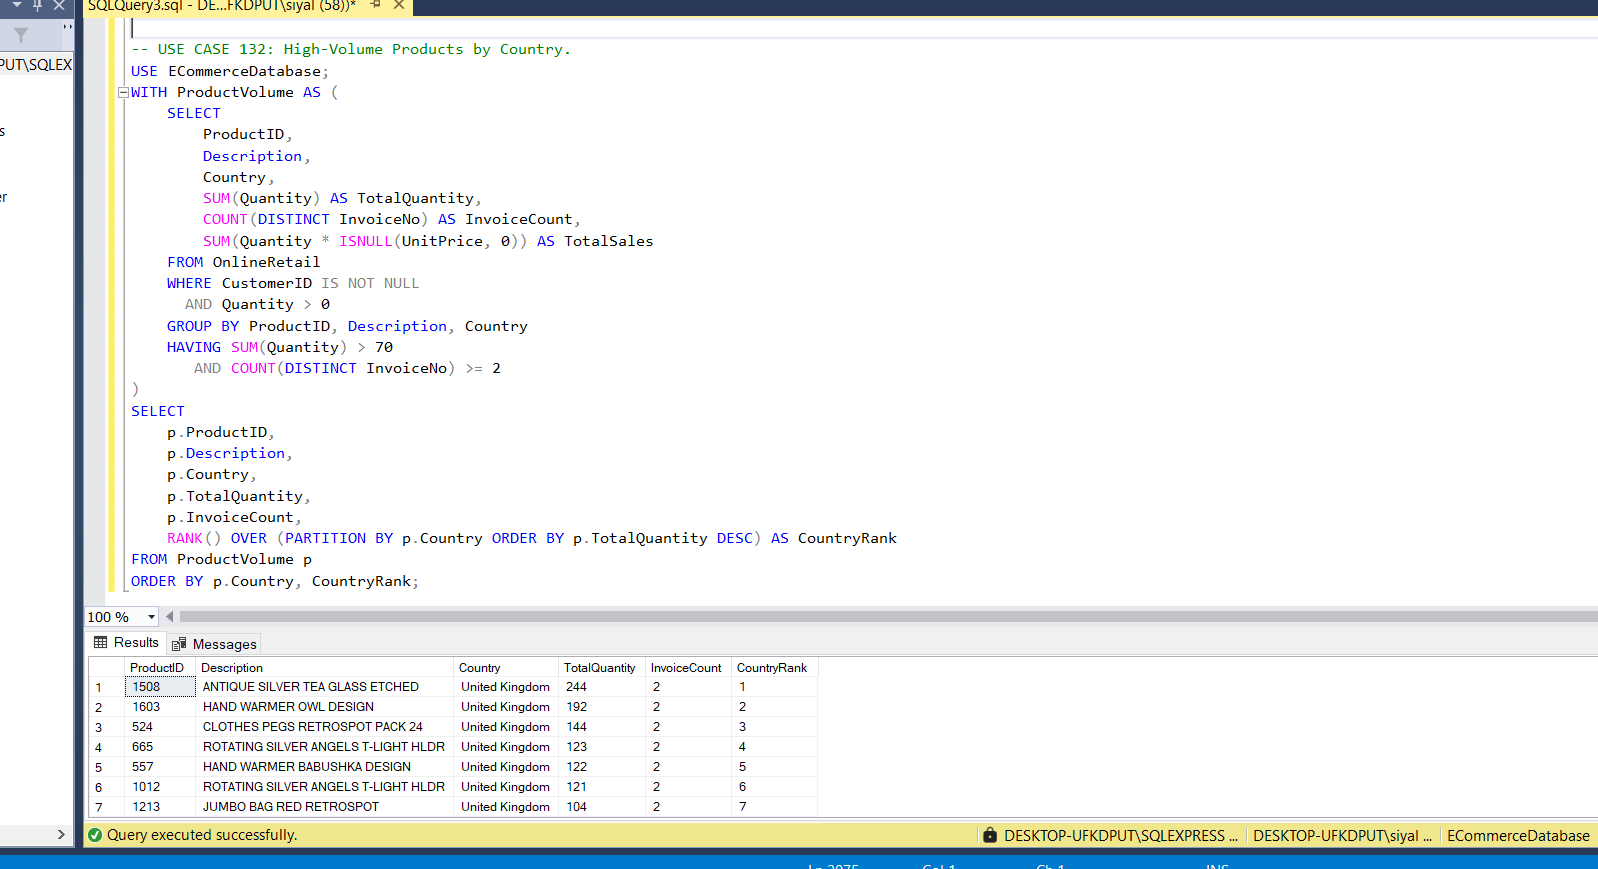 SQLQuery3.sql - DE...FKDPUT\siyal (58))*
PUT\SQLEX
-- USE CASE 132: High-Volume Products by Country.
USE ECommerceDatabase;
WITH ProductVolume AS (
SELECT
ProductID,
Description,
Country,
SUM(Quantity) AS TotalQuantity,
COUNT(DISTINCT InvoiceNo) AS InvoiceCount,
SUM(Quantity * ISNULL(UnitPrice, 0)) AS TotalSales
FROM OnlineRetail
WHERE CustomerID IS NOT NULL
AND Quantity > 0
GROUP BY ProductID, Description, Country
HAVING SUM(Quantity) > 70
AND COUNT(DISTINCT InvoiceNo) >= 2
)
SELECT
p.ProductID,
p.Description,
p.Country,
p.TotalQuantity,
p.InvoiceCount,
RANK() OVER (PARTITION BY p.Country ORDER BY p.TotalQuantity DESC) AS CountryRank
FROM ProductVolume p
ORDER BY p.Country, CountryRank;
s
er
100 %
Results Messages
ProductID Description Country TotalQuantity InvoiceCount CountryRank
1 1508 ANTIQUE SILVER TEA GLASS ETCHED United Kingdom 244 2 1
2 1603 HAND WARMER OWL DESIGN United Kingdom 192 2 2
3 524 CLOTHES PEGS RETROSPOT PACK 24 United Kingdom 144 2 3
4 665 ROTATING SILVER ANGELS T-LIGHT HLDR United Kingdom 123 2 4
5 557 HAND WARMER BABUSHKA DESIGN United Kingdom 122 2 5
6 1012 ROTATING SILVER ANGELS T-LIGHT HLDR United Kingdom 121 2 6
7 1213 JUMBO BAG RED RETROSPOT United Kingdom 104 2 7
Query executed successfully. DESKTOP-UFKDPUT\SQLEXPRESS ... DESKTOP-UFKDPUT\siyal ... ECommerceDatabase
Col 1 Ch 1 INS